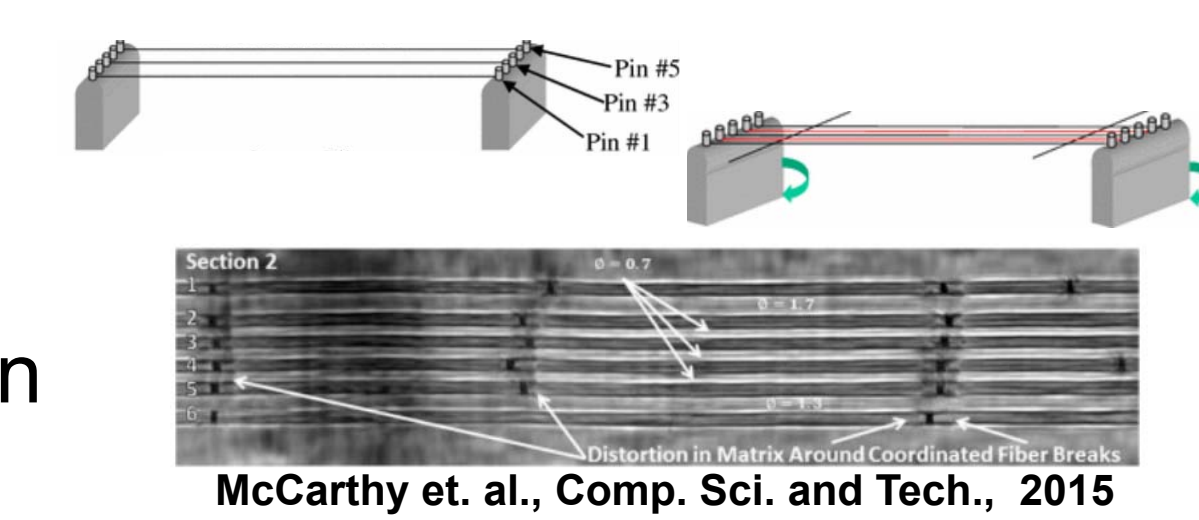 Pin #5
Pin #3
Pin #1
Section 2
Ø = 0.7
1
Ø = 1.7
2
3
4
5
Ø = 1.3
6
n
Distortion in Matrix Around Coordinated Fiber Breaks
McCarthy et. al., Comp. Sci. and Tech., 2015